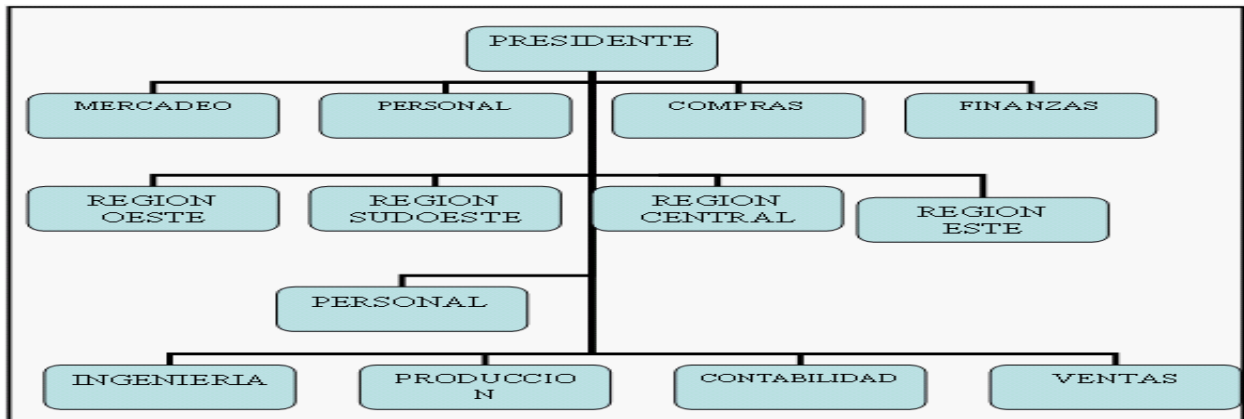 PRESIDENTE
MERCADEO
PERSONAL
COMPRAS
FINANZAS
REGION
OESTE
REGION
SUDOESTE
REGION
CENTRAL
REGION
ESTE
PERSONAL
INGENIERIA
PRODUCCIO
N
CONTABILIDAD
VENTAS